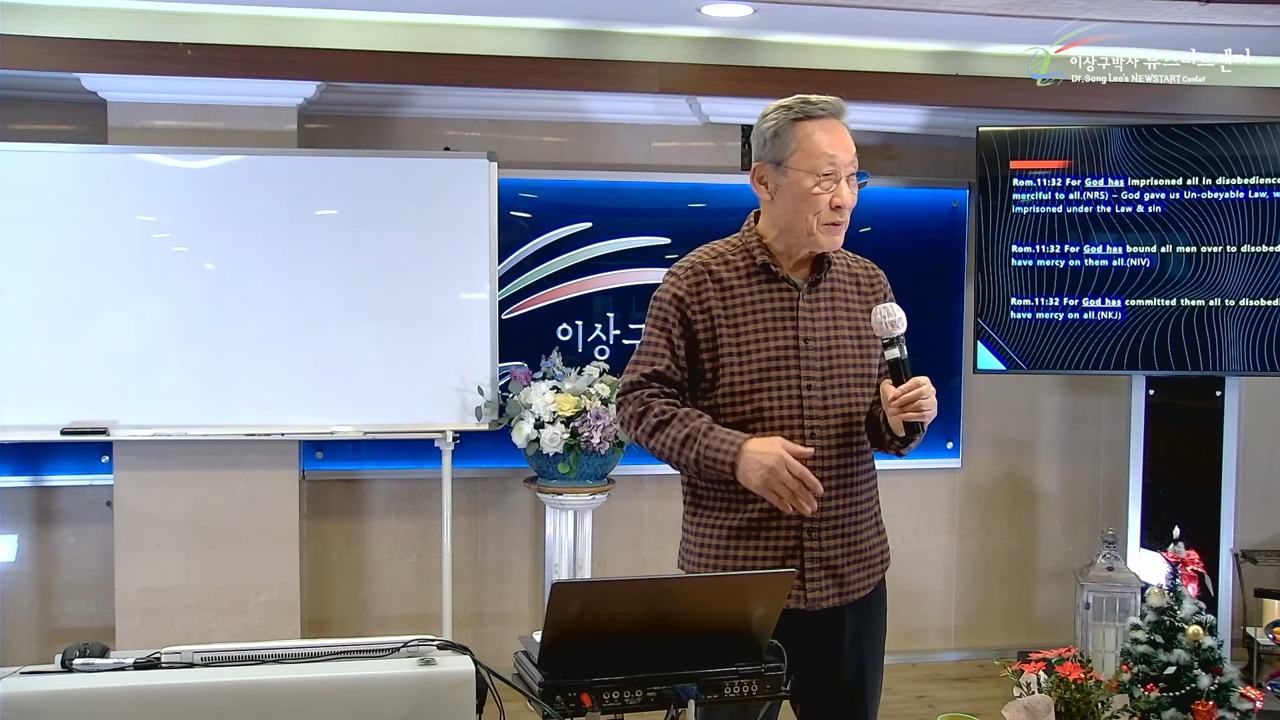 이상구박사 뉴스타트센터
Dr. Sang Lee's NEWSTART Center
이상구
Rom.11:32 For God has imprisoned all in disobedience
merciful to all.(NRS) – God gave us Un-obeyable Law, w
imprisoned under the Law & sin
Rom.11:32 For God has bound all men over to disobed
have mercy on them all.(NIV)
Rom.11:32 For God has committed them all to disobedi
have mercy on all.(NKJ)